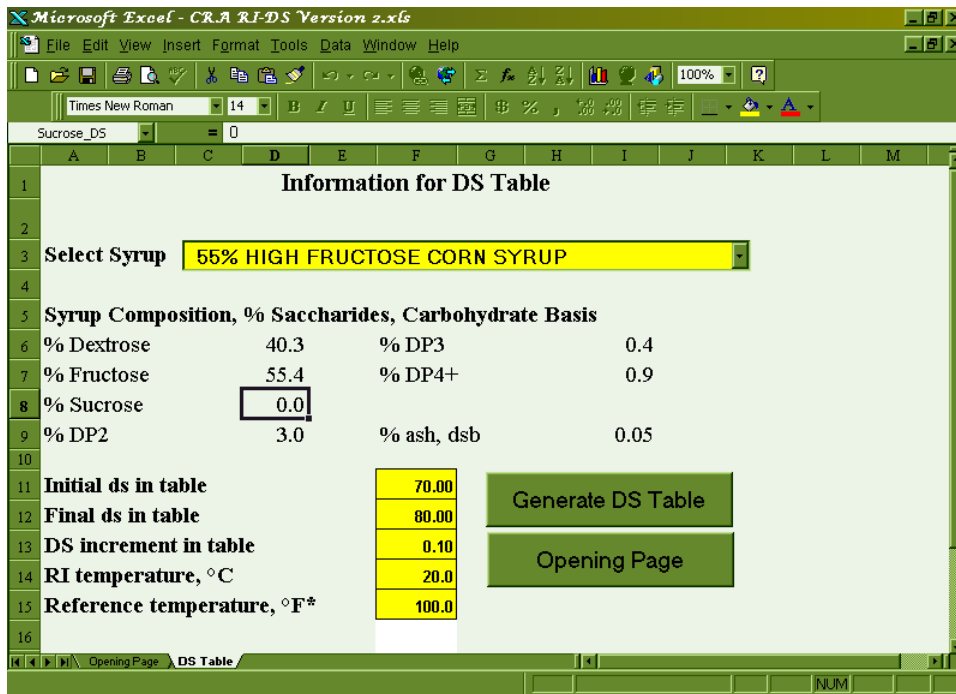 Microsoft Excel - CRA RI-DS Version 2.xls
File Edit View Insert Format Tools Data Window Help
100%
Times New Roman 14 B I U $ % ,
Sucrose_DS = 0
A B C D E F G H I J K L M
1 Information for DS Table
2
3 Select Syrup 55% HIGH FRUCTOSE CORN SYRUP
4
5 Syrup Composition, % Saccharides, Carbohydrate Basis
6 % Dextrose 40.3 % DP3 0.4
7 % Fructose 55.4 % DP4+ 0.9
8 % Sucrose 0.0
9 % DP2 3.0 % ash, dsb 0.05
10
11 Initial ds in table 70.00
Generate DS Table
12 Final ds in table 80.00
13 DS increment in table 0.10
Opening Page
14 RI temperature, °C 20.0
15 Reference temperature, °F* 100.0
16
Opening Page DS Table
NUM